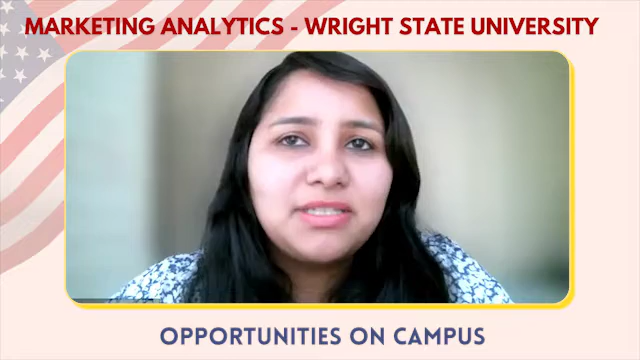 MARKETING ANALYTICS - WRIGHT STATE UNIVERSITY
OPPORTUNITIES ON CAMPUS